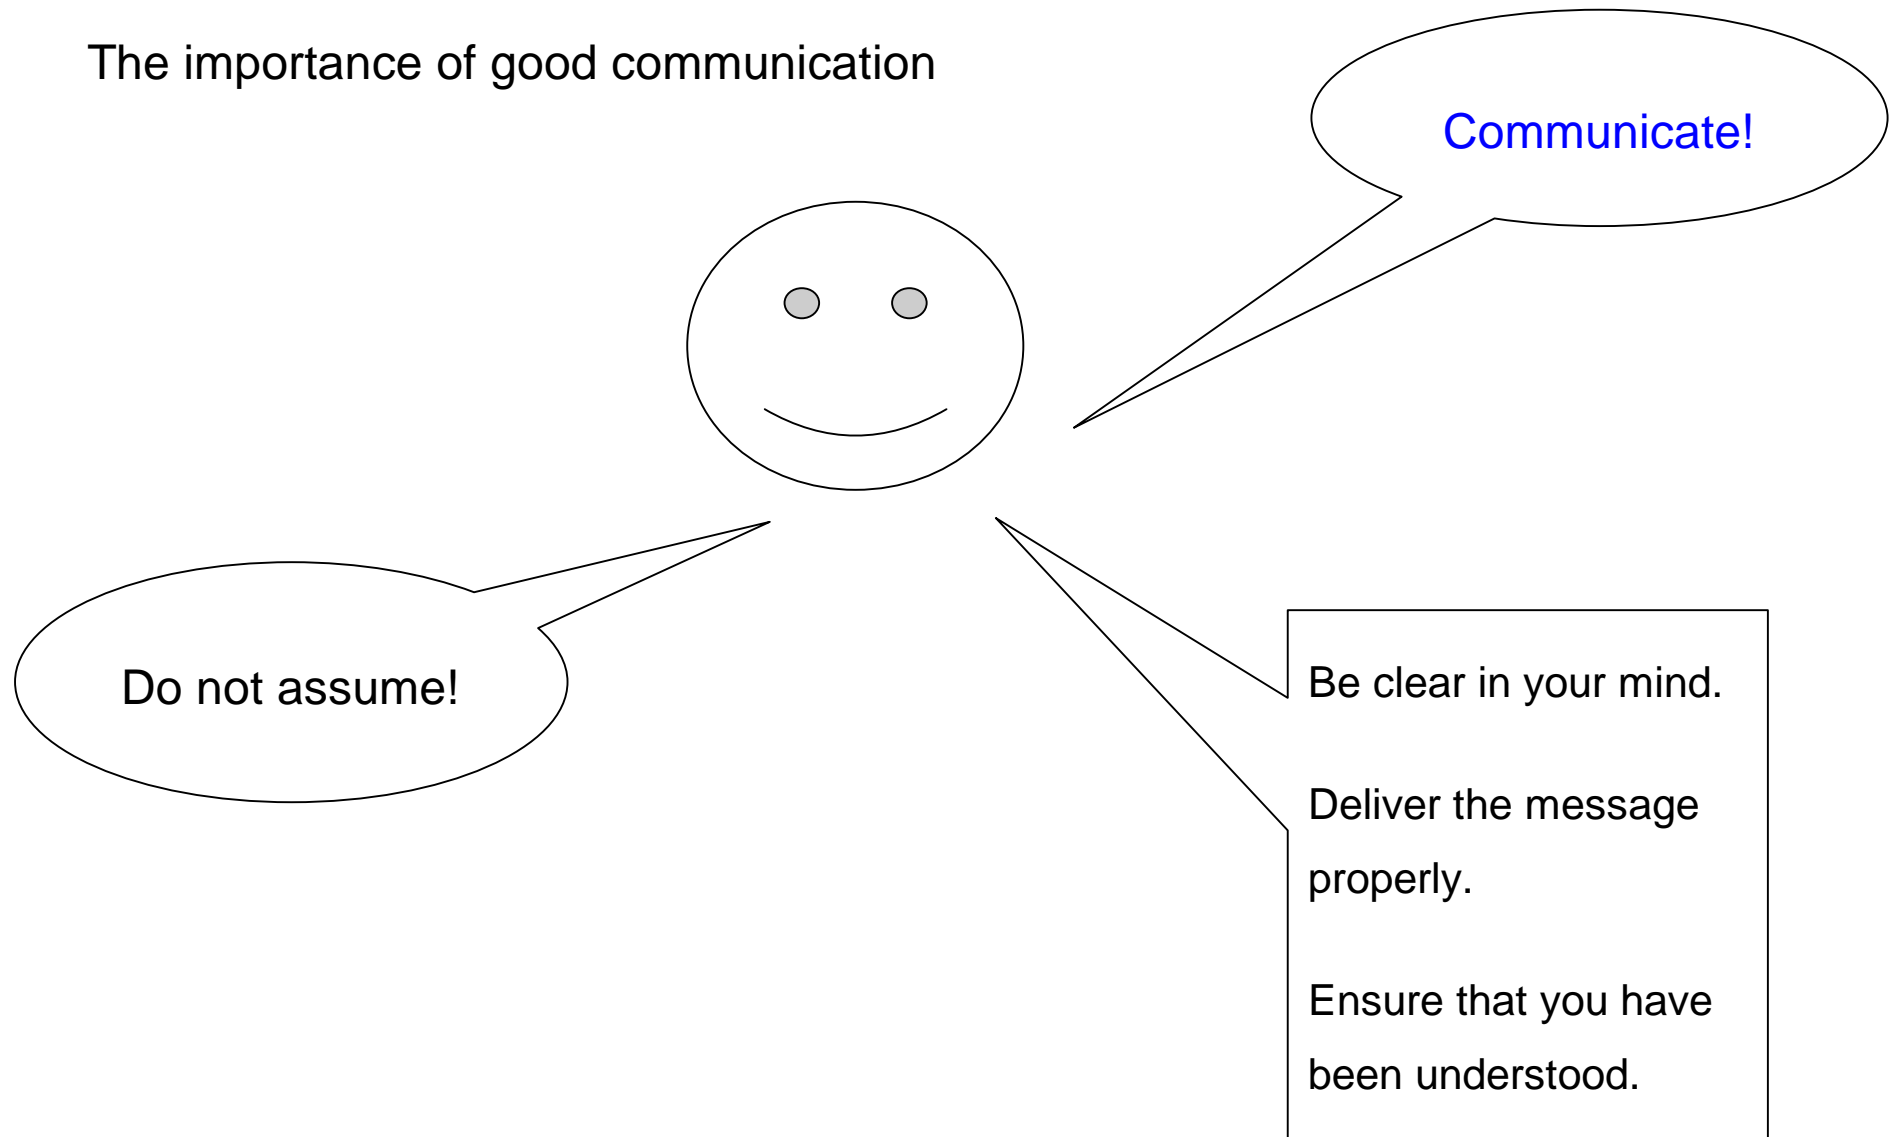 The importance of good communication
Communicate!
Do not assume!
Be clear in your mind.
Deliver the message
properly.
Ensure that you have
been understood.